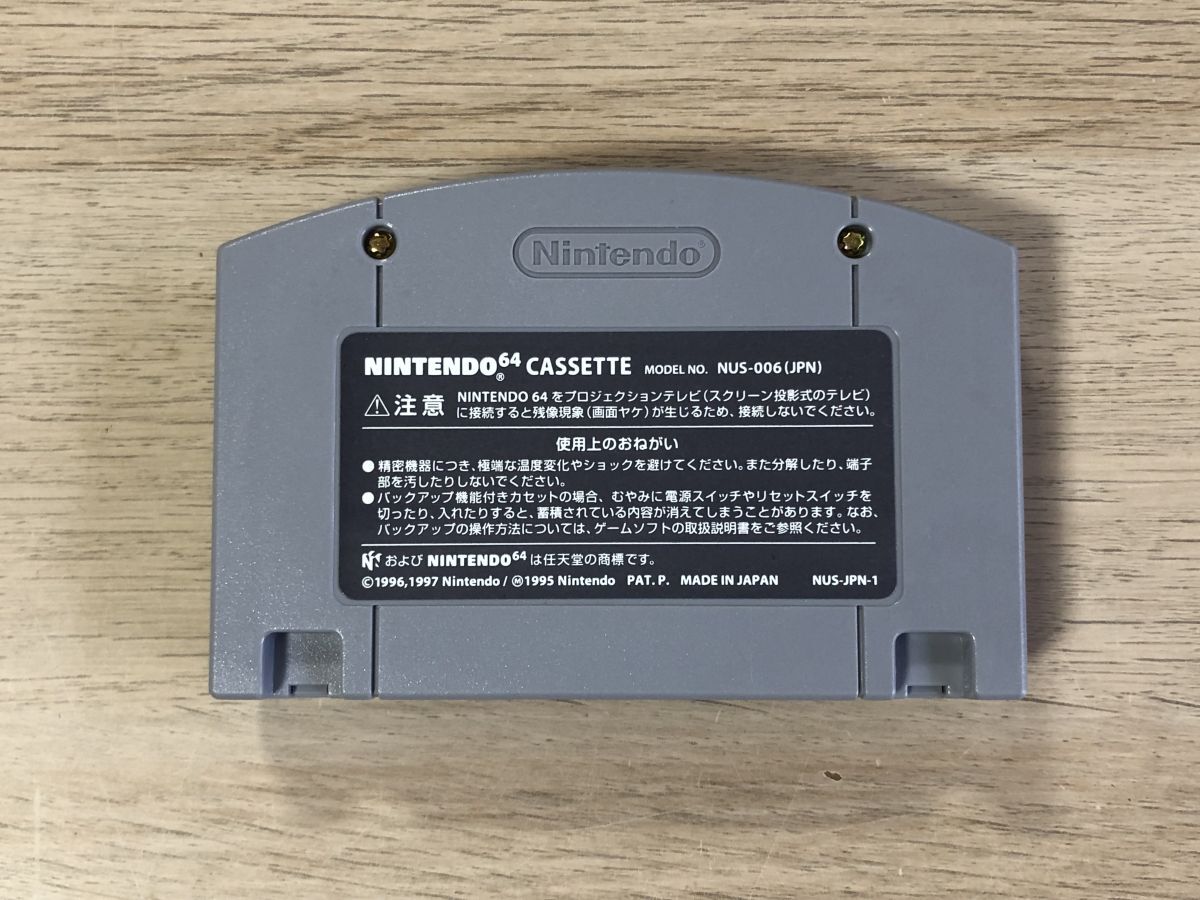 Nintendo®
NINTENDO64® CASSETTE MODEL NO. NUS-006(JPN)
⚠注意 NINTENDO 64 をプロジェクションテレビ(スクリーン投影式のテレビ)
に接続すると残像現象(画面ヤケ)が生じるため、接続しないでください。
使用上のおねがい
●精密機器につき、極端な温度変化やショックを避けてください。また分解したり、端子
部を汚したりしないでください。
●バックアップ機能付きカセットの場合、むやみに電源スイッチやリセットスイッチを
切ったり、入れたりすると、蓄積されている内容が消えてしまうことがあります。なお、
バックアップの操作方法については、ゲームソフトの取扱説明書をご参照ください。
および NINTENDO64 は任天堂の商標です。
©1996,1997 Nintendo / Ⓜ1995 Nintendo PAT. P. MADE IN JAPAN NUS-JPN-1